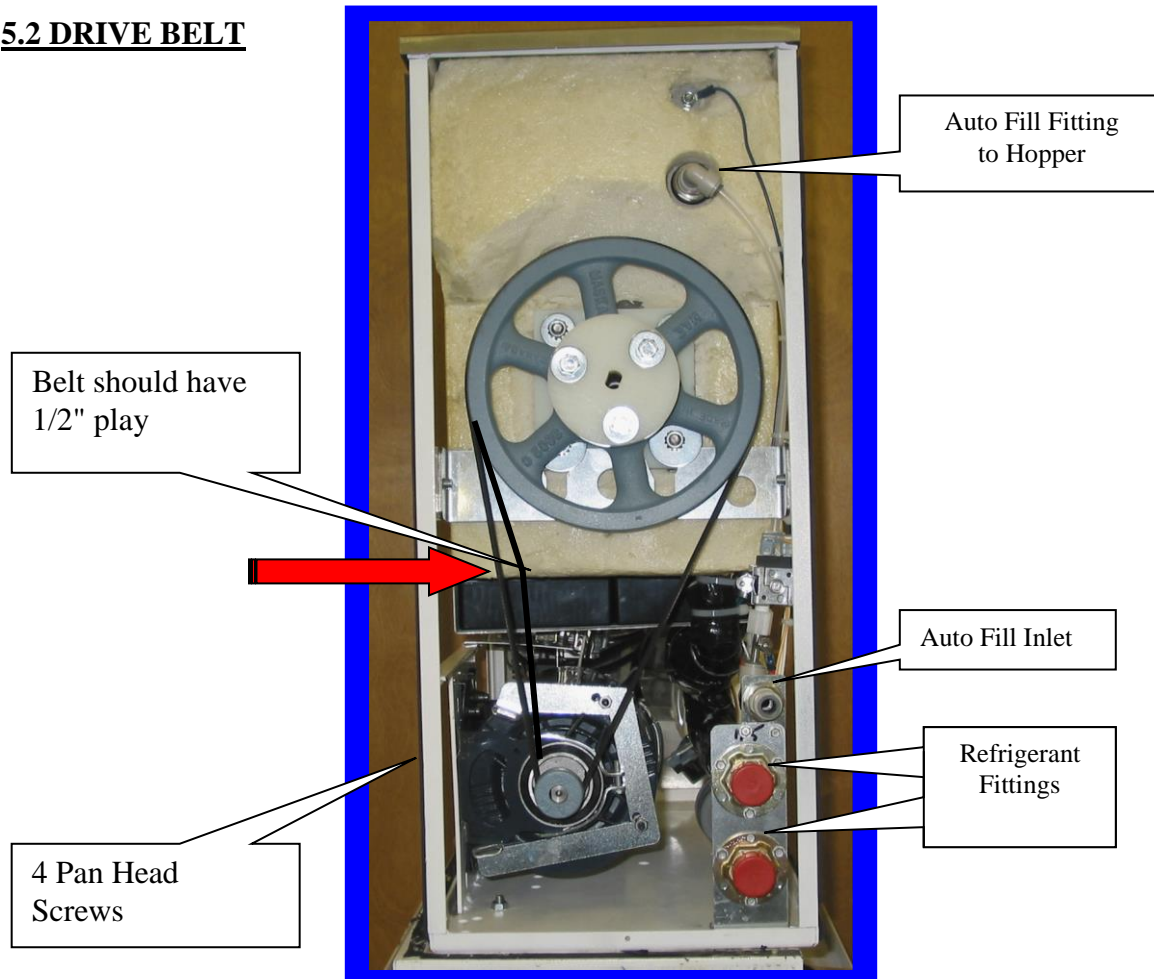 5.2 DRIVE BELT
Auto Fill Fitting
to Hopper
Belt should have
1/2" play
Auto Fill Inlet
Refrigerant
Fittings
4 Pan Head
Screws